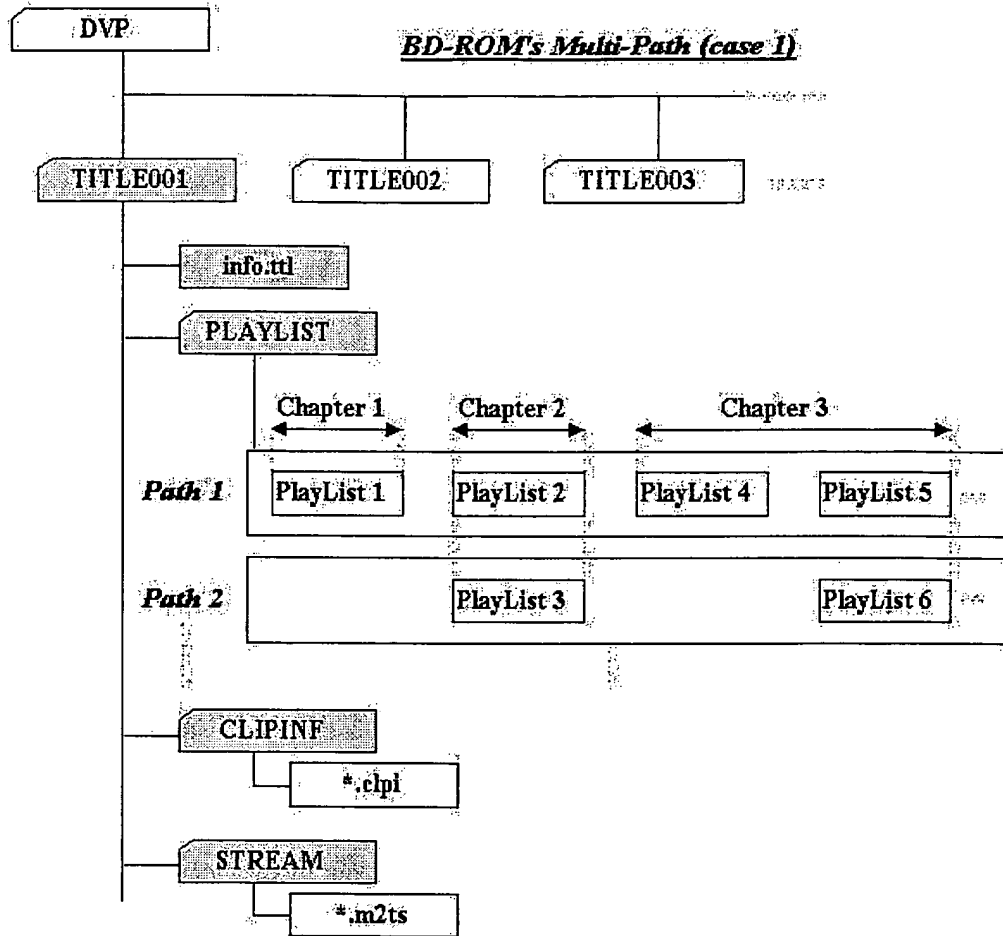 DVP
BD-ROM's Multi-Path (case 1)
TITLE001
TITLE002
TITLE003
info.ttl
PLAYLIST
Chapter 1
Chapter 2
Chapter 3
Path 1
PlayList 1
PlayList 2
PlayList 4
PlayList 5
Path 2
PlayList 3
PlayList 6
CLIPINF
*.clpi
STREAM
*.m2ts